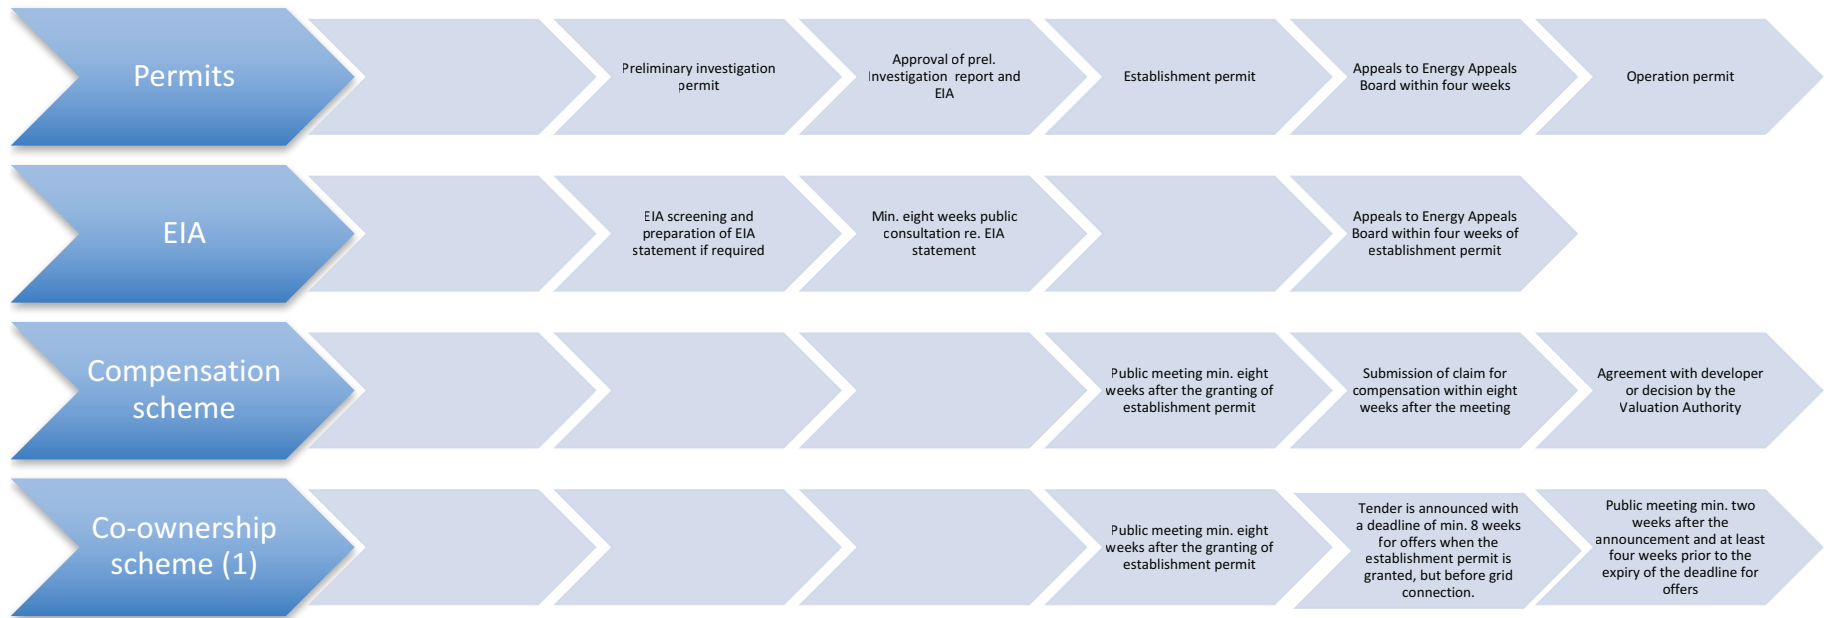 Permits
Preliminary investigation
permit
Approval of prel.
Investigation report and
EIA
Establishment permit
Appeals to Energy Appeals
Board within four weeks
Operation permit
EIA
EIA screening and
preparation of EIA
statement if required
Min. eight weeks public
consultation re. EIA
statement
Appeals to Energy Appeals
Board within four weeks of
establishment permit
Compensation
scheme
Public meeting min. eight
weeks after the granting of
establishment permit
Submission of claim for
compensation within eight
weeks after the meeting
Agreement with developer
or decision by the
Valuation Authority
Co-ownership
scheme (1)
Public meeting min. eight
weeks after the granting of
establishment permit
Tender is announced with
a deadline of min. 8 weeks
for offers when the
establishment permit is
granted, but before grid
connection.
Public meeting min. two
weeks after the
announcement and at least
four weeks prior to the
expiry of the deadline for
offers